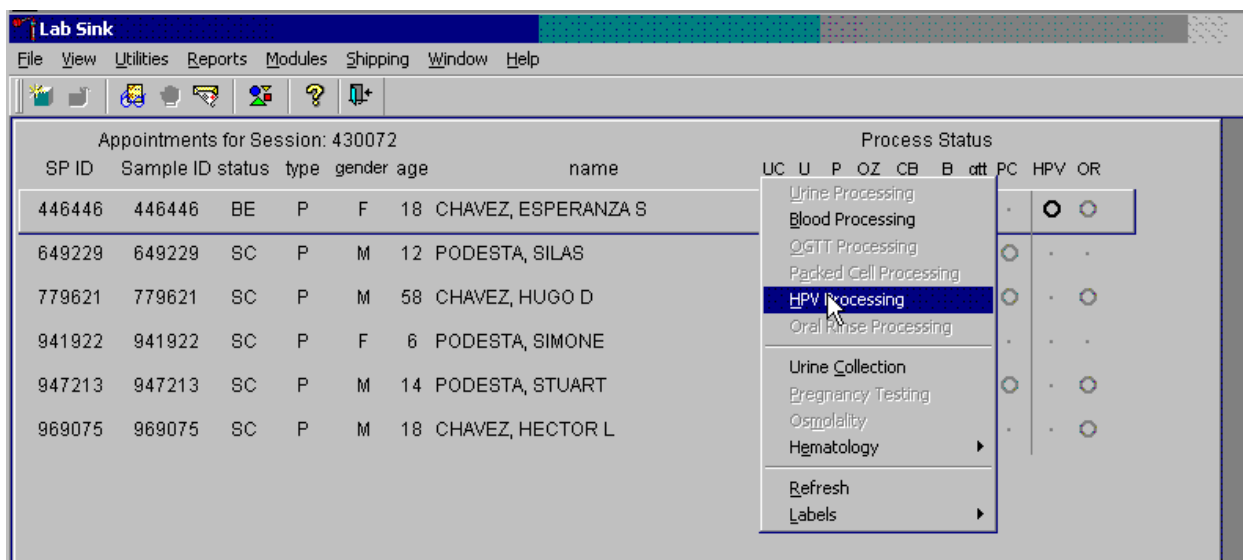 Lab Sink
File View Utilities Reports Modules Shipping Window Help
Appointments for Session: 430072 Process Status
SP ID Sample ID status type gender age name UC U P OZ CB B att PC HPV OR
446446 446446 BE P F 18 CHAVEZ, ESPERANZA S
649229 649229 SC P M 12 PODESTA, SILAS
779621 779621 SC P M 58 CHAVEZ, HUGO D
941922 941922 SC P F 6 PODESTA, SIMONE
947213 947213 SC P M 14 PODESTA, STUART
969075 969075 SC P M 18 CHAVEZ, HECTOR L
Urine Processing
Blood Processing
OGTT Processing
Packed Cell Processing
HPV Processing
Oral Rinse Processing
Urine Collection
Pregnancy Testing
Osmolality
Hematology
Refresh
Labels